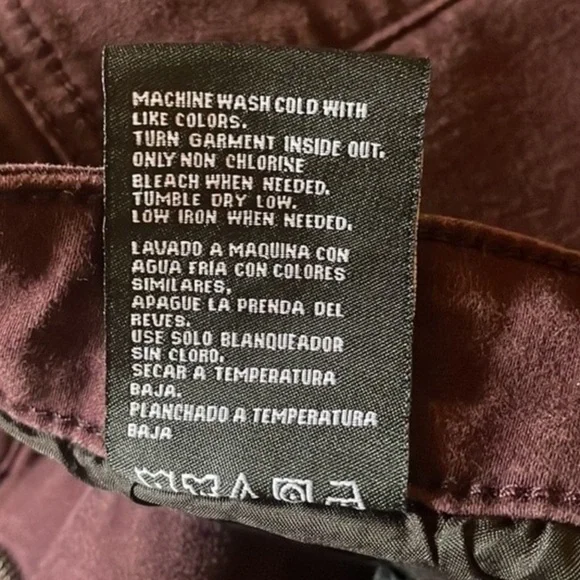 MACHINE WASH COLD WITH
LIKE COLORS.
TURN GARMENT INSIDE OUT.
ONLY NON CHLORINE
BLEACH WHEN NEEDED.
TUMBLE DRY LOW.
LOW IRON WHEN NEEDED.
LAVADO A MAQUINA CON
AGUA FRIA CON COLORES
SIMILARES.
APAGUE LA PRENDA DEL
REVES.
USE SOLO BLANQUEADOR
SIN CLORO.
SECAR A TEMPERATURA
BAJA.
PLANCHADO A TEMPERATURA
BAJA